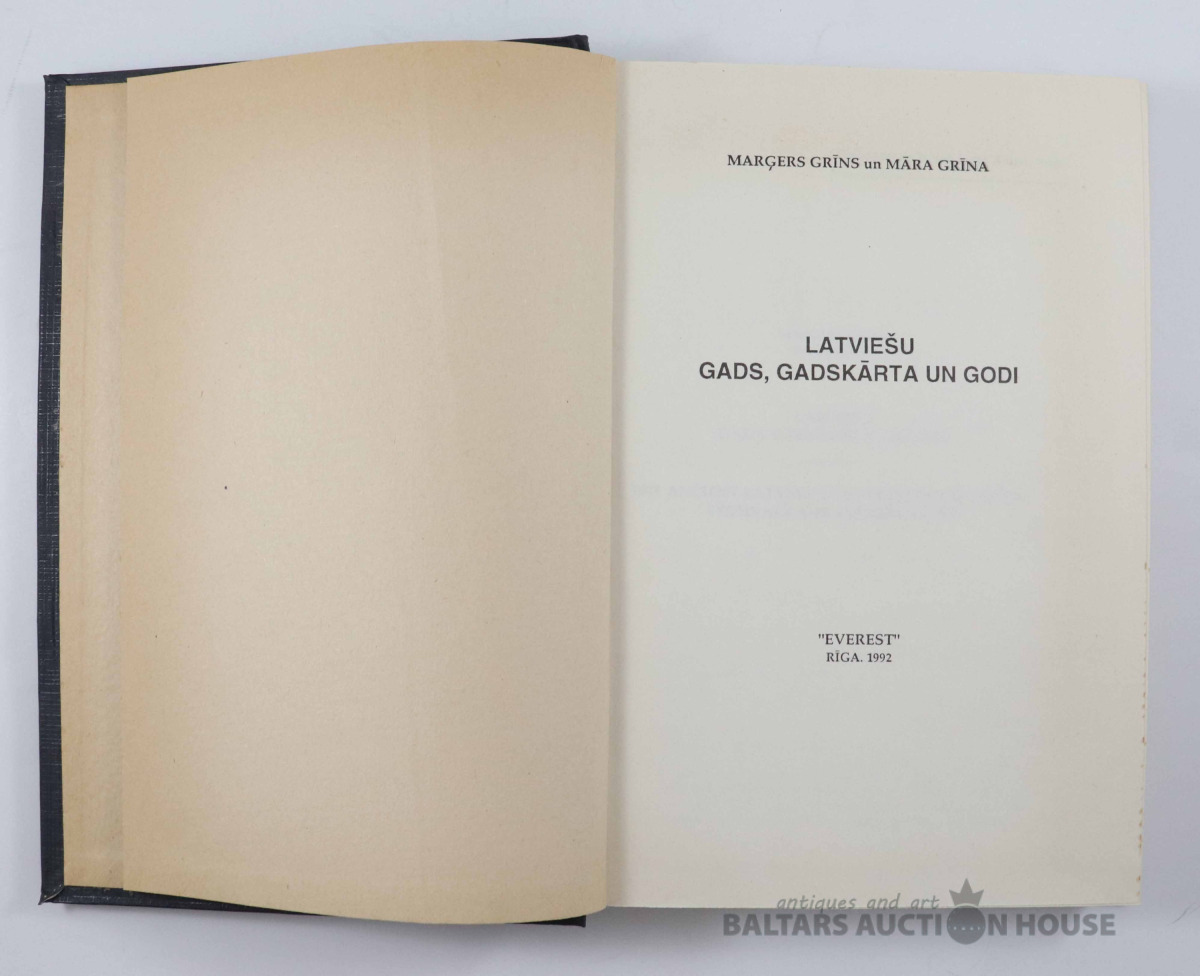 MARĢERS GRĪNS un MĀRA GRĪNA
LATVIEŠU
GADS, GADSKĀRTA UN GODI
"EVEREST"
RĪGA. 1992
antiques and art
BALTARS AUCTION HOUSE